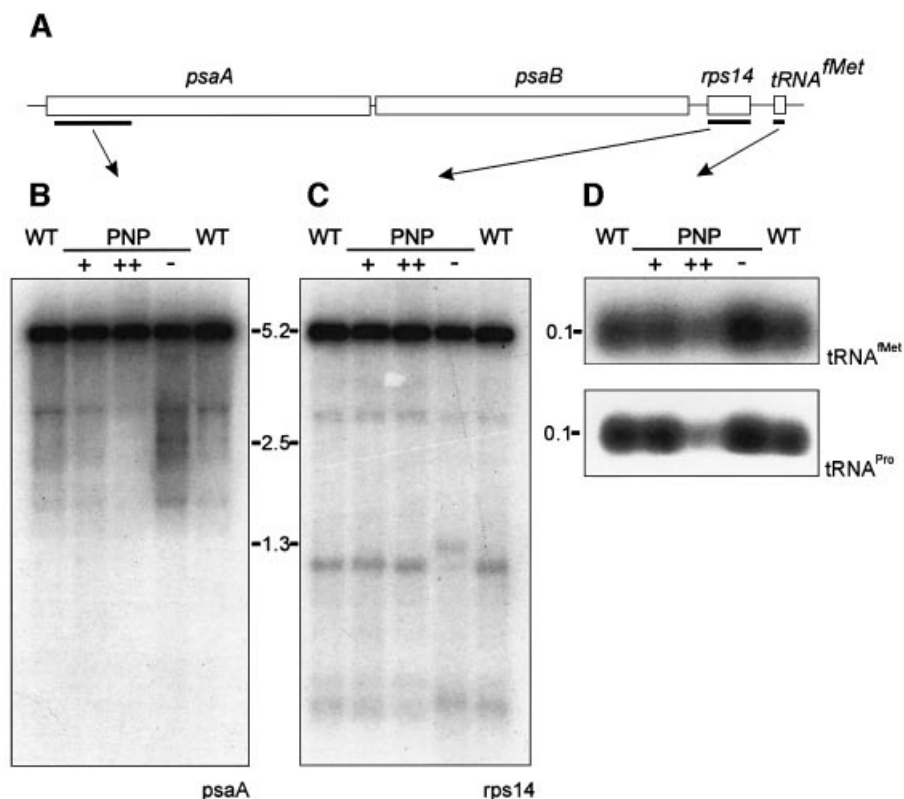 A
psaA psaB rps14 tRNA^fMet
B C D
WT PNP WT
+ ++ -
WT PNP WT
+ ++ -
WT PNP WT
+ ++ -
-5.2-
-2.5-
-1.3-
0.1-
tRNA^fMet
0.1-
tRNA^Pro
psaA rps14